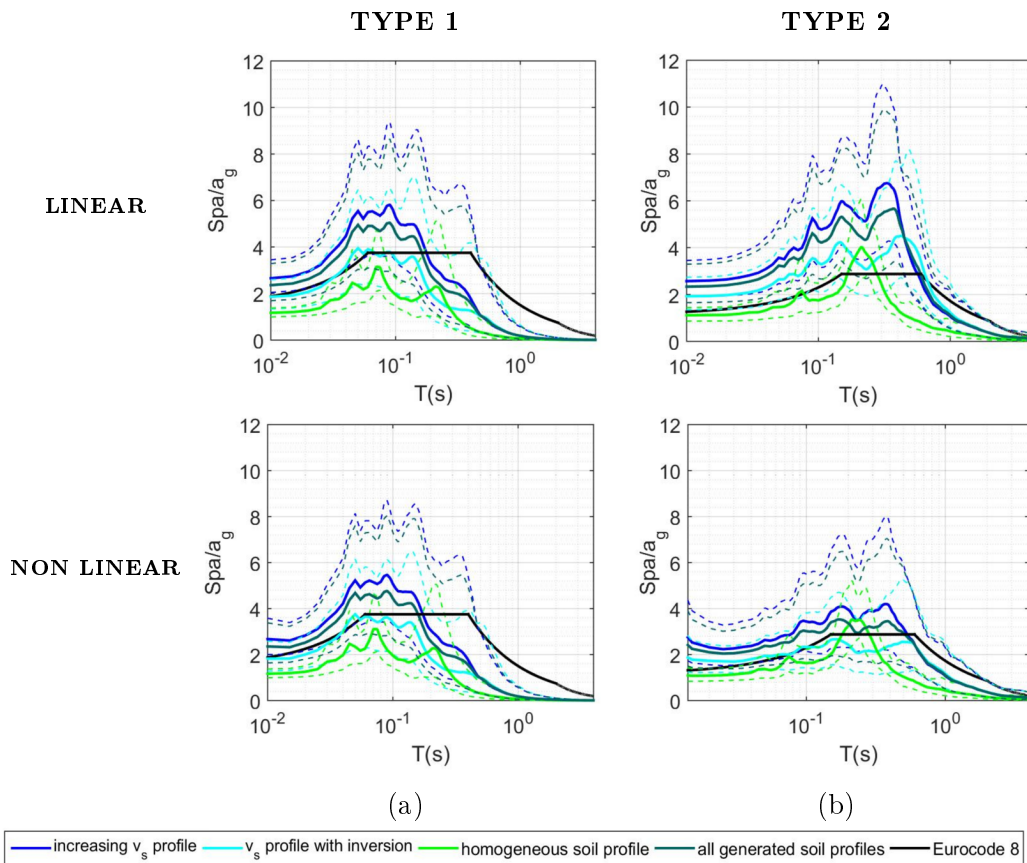 TYPE 1
TYPE 2
LINEAR
Spa/a_g
12
10
8
6
4
2
0
10^-2
10^-1
10^0
T(s)
Spa/a_g
12
10
8
6
4
2
0
10^-2
10^-1
10^0
T(s)
NON LINEAR
Spa/a_g
12
10
8
6
4
2
0
10^-2
10^-1
10^0
T(s)
Spa/a_g
12
10
8
6
4
2
0
10^-1
10^0
T(s)
(a)
(b)
increasing v_s profile v_s profile with inversion homogeneous soil profile all generated soil profiles Eurocode 8